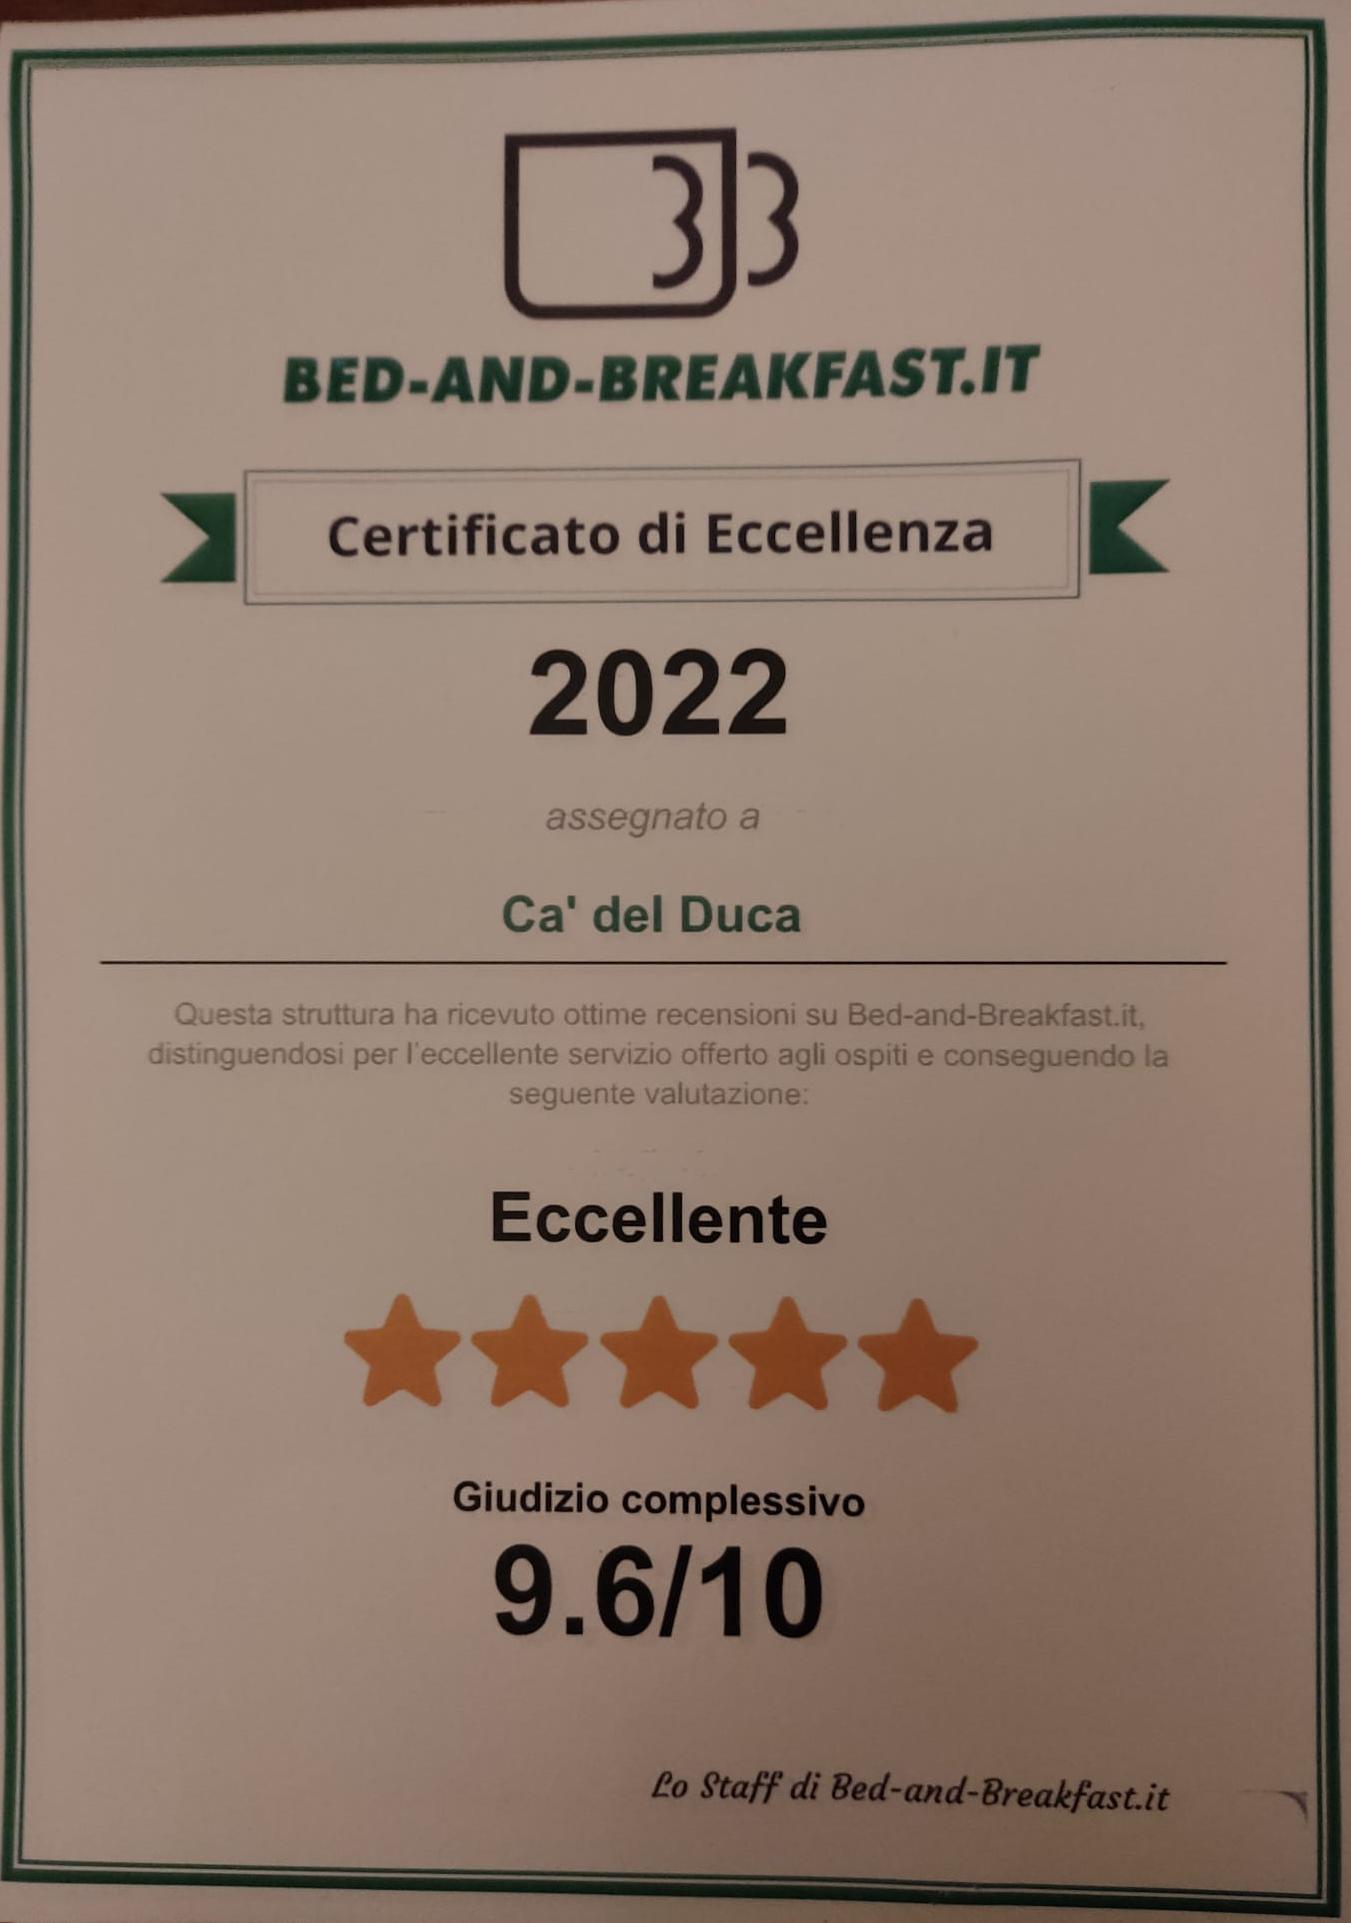 BED-AND-BREAKFAST.IT
Certificato di Eccellenza
2022
assegnato a
Ca' del Duca
Questa struttura ha ricevuto ottime recensioni su Bed-and-Breakfast.it,
distinguendosi per l'eccellente servizio offerto agli ospiti e conseguendo la
seguente valutazione:
Eccellente
Giudizio complessivo
9.6/10
Lo Staff di Bed-and-Breakfast.it